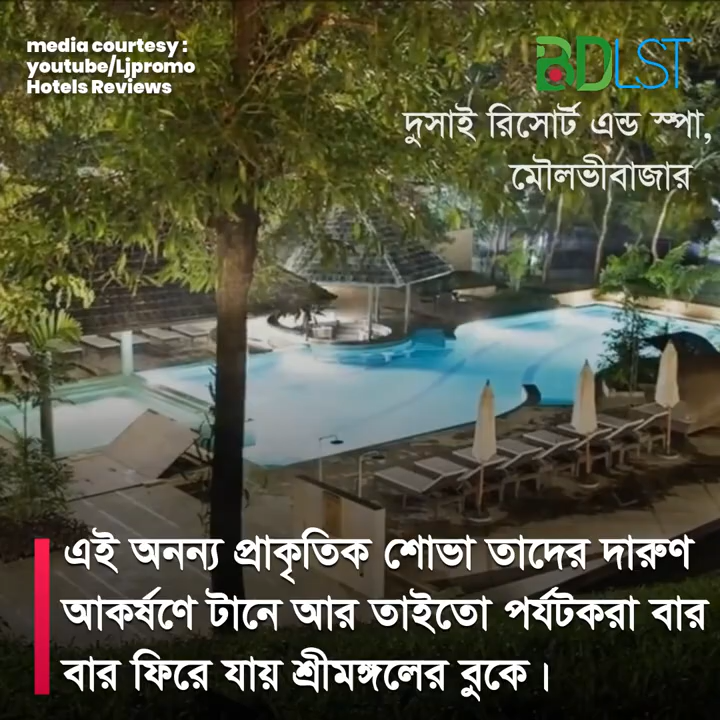 media courtesy :
youtube/Ljpromo
Hotels Reviews
BDLST
দুসাই রিসোর্ট এন্ড স্পা,
মৌলভীবাজার
এই অনন্য প্রাকৃতিক শোভা তাদের দারুণ
আকর্ষণে টানে আর তাইতো পর্যটকরা বার
বার ফিরে যায় শ্রীমঙ্গলের বুকে।